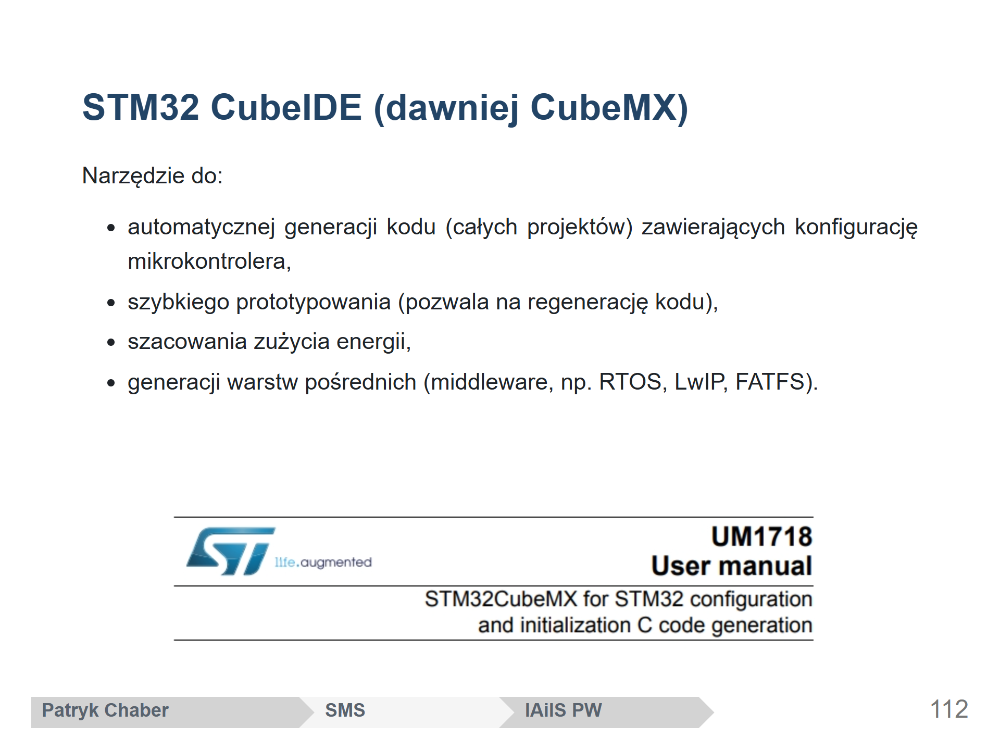 STM32 CubeIDE (dawniej CubeMX)
Narzędzie do:
• automatycznej generacji kodu (całych projektów) zawierających konfigurację
mikrokontrolera,
• szybkiego prototypowania (pozwala na regenerację kodu),
• szacowania zużycia energii,
• generacji warstw pośrednich (middleware, np. RTOS, LwIP, FATFS).
UM1718
User manual
ST life.augmented
STM32CubeMX for STM32 configuration
and initialization C code generation
Patryk Chaber SMS IAiIS PW 112